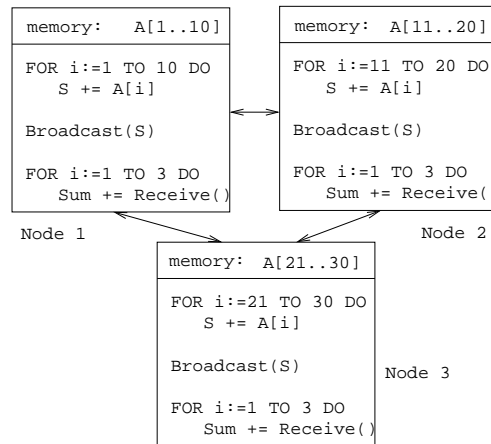 memory: A[1..10]
FOR i:=1 TO 10 DO
S += A[i]
Broadcast(S)
FOR i:=1 TO 3 DO
Sum += Receive()
Node 1
memory: A[11..20]
FOR i:=11 TO 20 DO
S += A[i]
Broadcast(S)
FOR i:=1 TO 3 DO
Sum += Receive(
Node 2
memory: A[21..30]
FOR i:=21 TO 30 DO
S += A[i]
Broadcast(S)
FOR i:=1 TO 3 DO
Sum += Receive()
Node 3